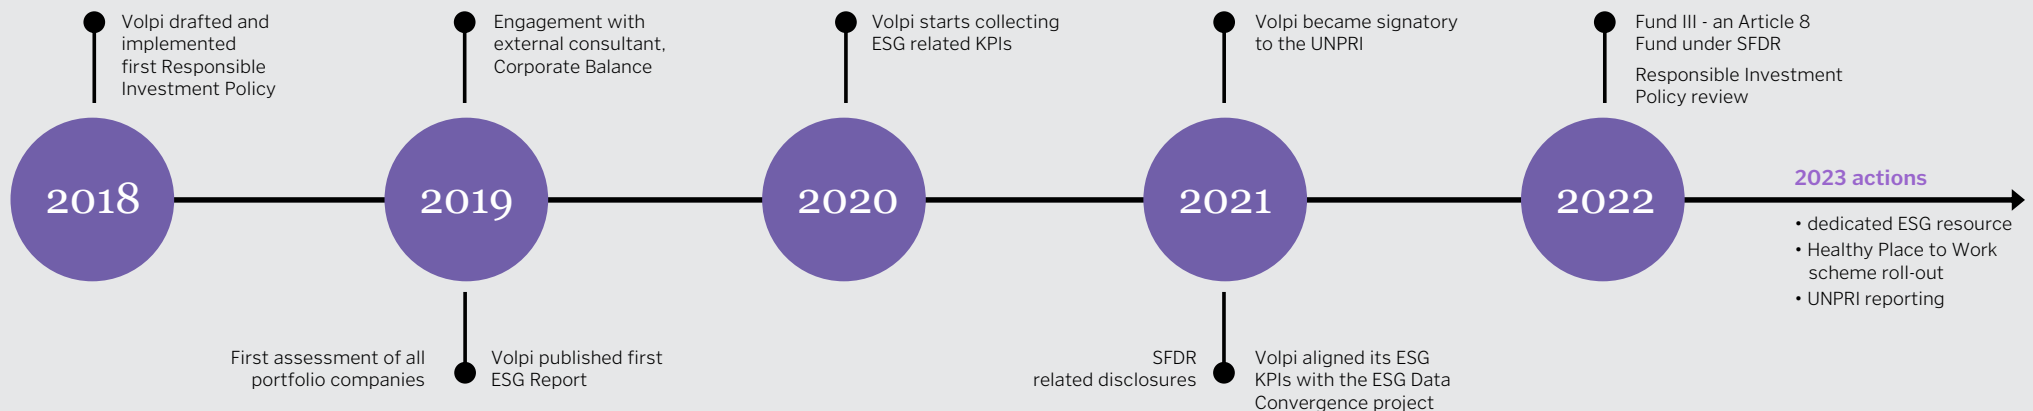 Volpi drafted and
implemented
first Responsible
Investment Policy
Engagement with
external consultant,
Corporate Balance
Volpi starts collecting
ESG related KPIs
Volpi became signatory
to the UNPRI
Fund III - an Article 8
Fund under SFDR
Responsible Investment
Policy review
2018
2019
2020
2021
2022
2023 actions
• dedicated ESG resource
• Healthy Place to Work
scheme roll-out
• UNPRI reporting
First assessment of all
portfolio companies
Volpi published first
ESG Report
SFDR
related disclosures
Volpi aligned its ESG
KPIs with the ESG Data
Convergence project